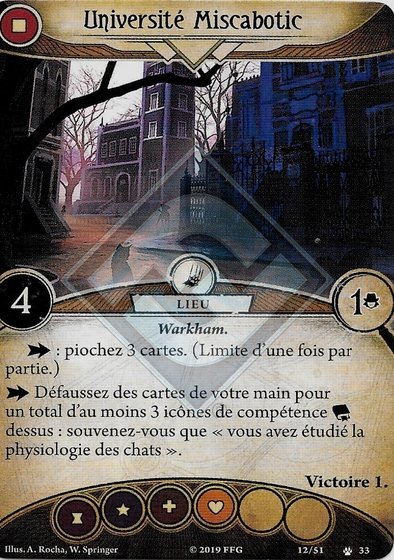 Université Miscabotic
4
LIEU
1
Warkham.
: piochez 3 cartes. (Limite d'une fois par
partie.)
Défaussez des cartes de votre main pour
un total d'au moins 3 icônes de compétence
dessus : souvenez-vous que « vous avez étudié la
physiologie des chats ».
Victoire 1.
Illus. A. Rocha, W. Springer
© 2019 FFG
12/51
33